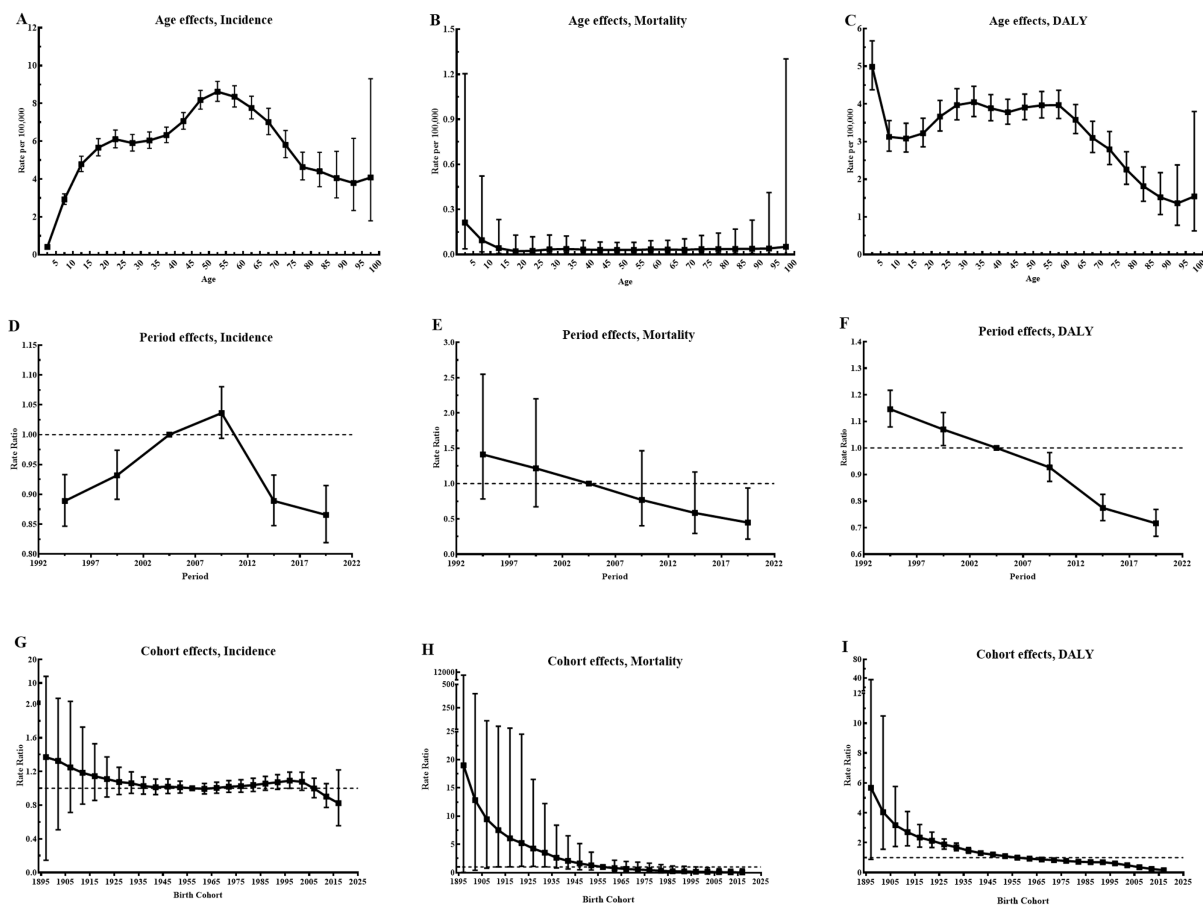 A
Age effects, Incidence
12
10
8
6
4
2
0
Rate per 100,000
5 10 15 20 25 30 35 40 45 50 55 60 65 70 75 80 85 90 95 100
Age
B
Age effects, Mortality
1.5
1.2
0.9
0.6
0.3
0.0
Rate per 100,000
5 10 15 20 25 30 35 40 45 50 55 60 65 70 75 80 85 90 95 100
Age
C
Age effects, DALY
6
5
4
3
2
1
0
Rate per 100,000
5 10 15 20 25 30 35 40 45 50 55 60 65 70 75 80 85 90 95 100
Age
D
Period effects, Incidence
1.15
1.10
1.05
1.00
0.95
0.90
0.85
0.80
Rate Ratio
1992 1997 2002 2007 2012 2017 2022
Period
E
Period effects, Mortality
3.0
2.5
2.0
1.5
1.0
0.5
0.0
Rate Ratio
1992 1997 2002 2007 2012 2017 2022
Period
F
Period effects, DALY
1.4
1.3
1.2
1.1
1.0
0.9
0.8
0.7
0.6
Rate Ratio
1992 1997 2002 2007 2012 2017 2022
Period
G
Cohort effects, Incidence
20
10
2.0
1.6
1.2
0.8
0.4
0.0
Rate Ratio
1895 1905 1915 1925 1935 1945 1955 1965 1975 1985 1995 2005 2015 2025
Birth Cohort
H
Cohort effects, Mortality
12000
500
250
25
20
15
10
5
0
Rate Ratio
1895 1905 1915 1925 1935 1945 1955 1965 1975 1985 1995 2005 2015 2025
Birth Cohort
I
Cohort effects, DALY
80
40
12
10
8
6
4
2
0
Rate Ratio
1895 1905 1915 1925 1935 1945 1955 1965 1975 1985 1995 2005 2015 2025
Birth Cohort